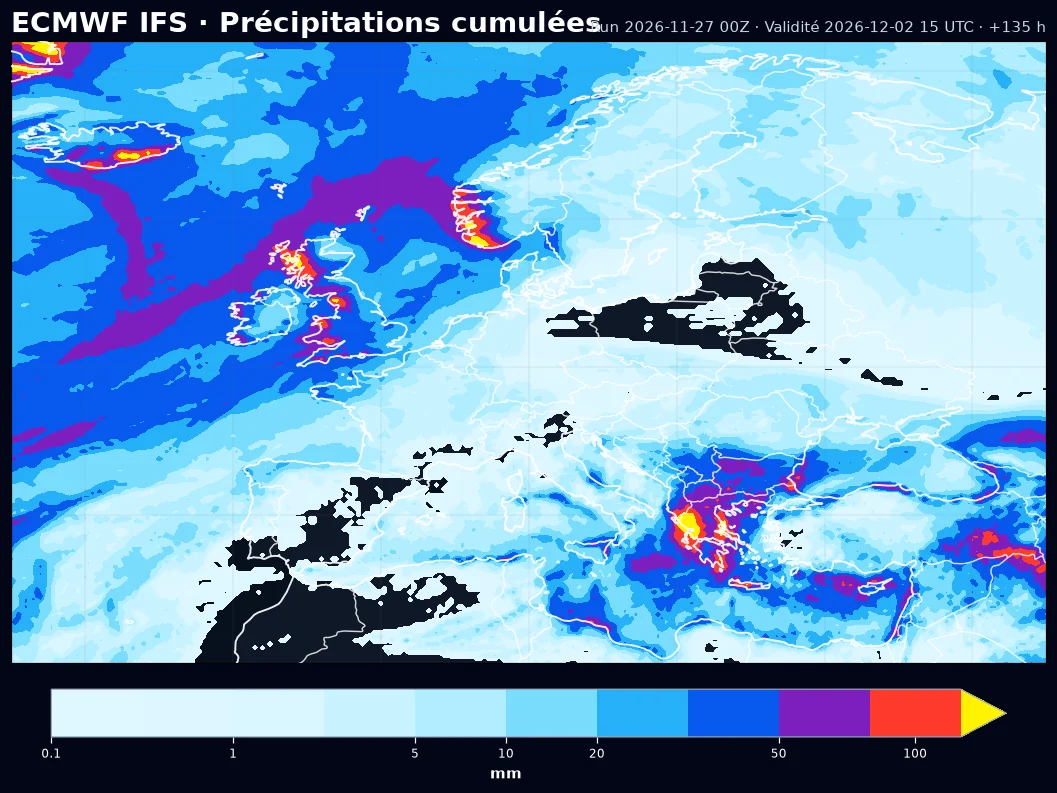 ECMWF IFS · Précipitations cumulées
Run 2026-11-27 00Z · Validité 2026-12-02 15 UTC · +135 h
0.1 1 5 10 20 50 100
mm